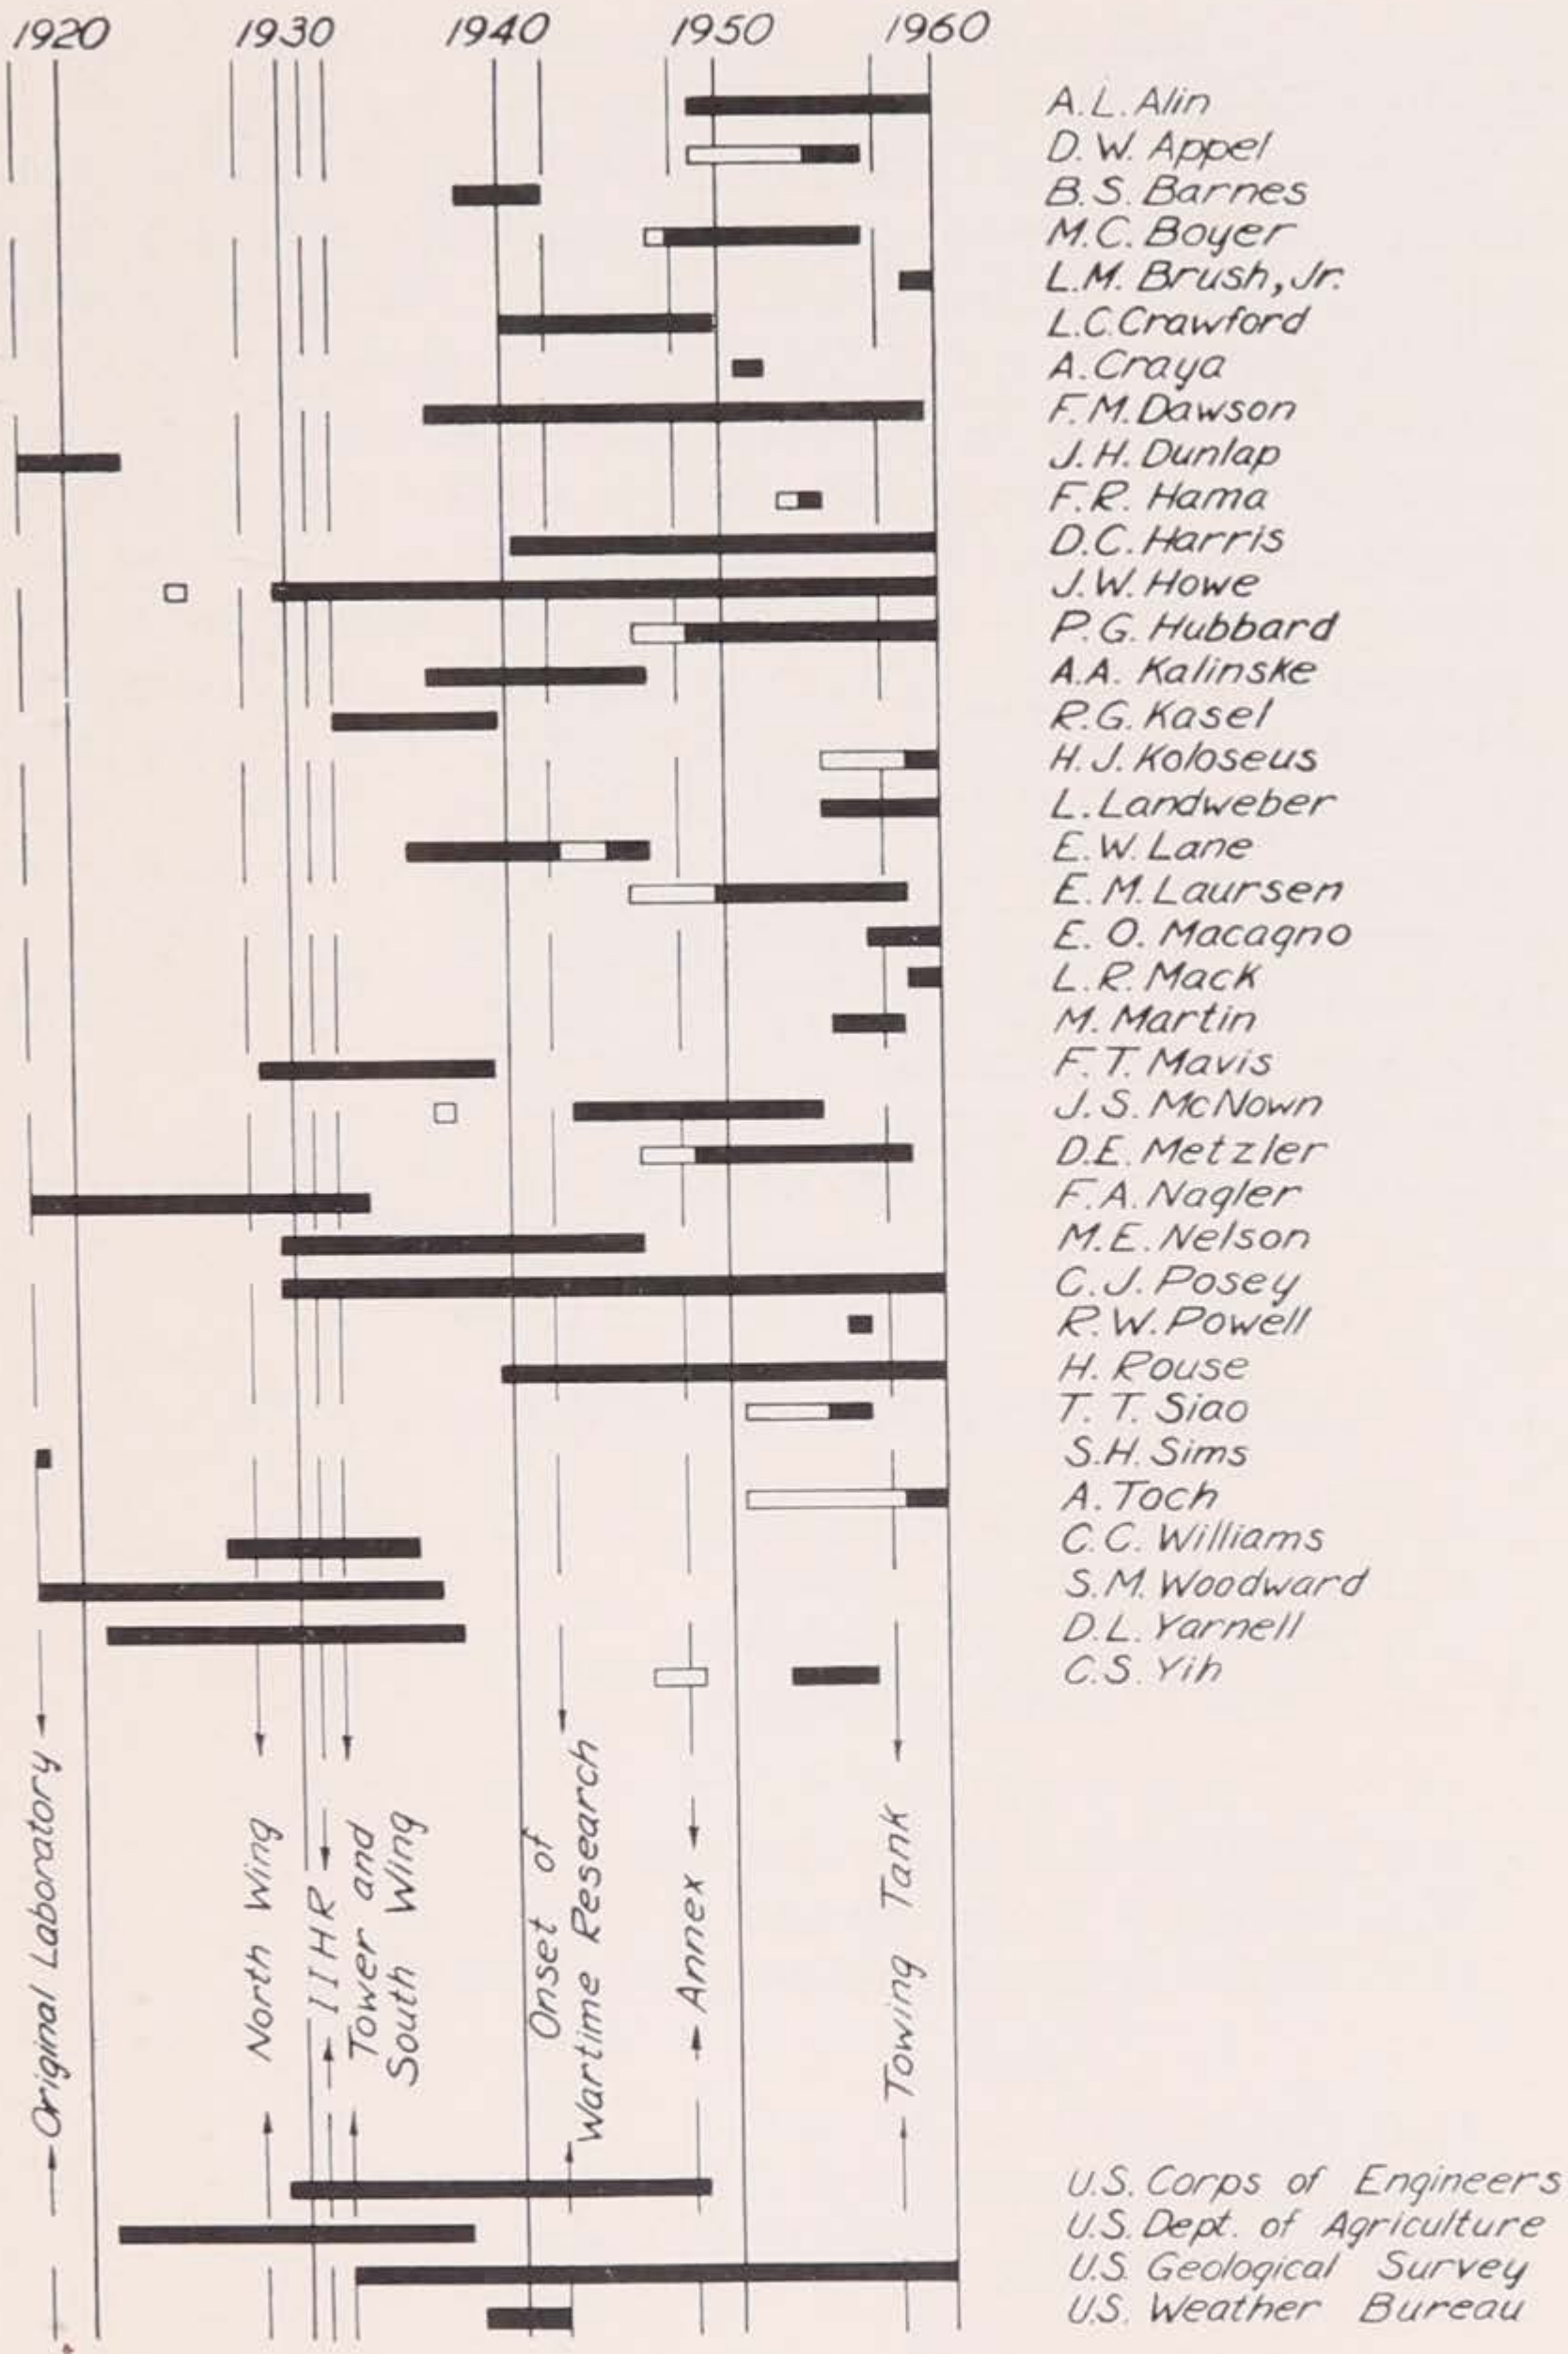 1920 1930 1940 1950 1960
A.L. Alin
D.W. Appel
B.S. Barnes
M.C. Boyer
L.M. Brush, Jr.
L.C. Crawford
A. Craya
F.M. Dawson
J.H. Dunlap
F.R. Hama
D.C. Harris
J.W. Howe
P.G. Hubbard
A.A. Kalinske
R.G. Kasel
H.J. Koloseus
L. Landweber
E.W. Lane
E.M. Laursen
E.O. Macagno
L.R. Mack
M. Martin
F.T. Mavis
J.S. McNown
D.E. Metzler
F.A. Nagler
M.E. Nelson
C.J. Posey
R.W. Powell
H. Rouse
T.T. Siao
S.H. Sims
A. Toch
C.C. Williams
S.M. Woodward
D.L. Yarnell
C.S. Yih
Original Laboratory
North Wing
IIHR
Tower and
South Wing
Onset of
Wartime Research
Annex
Towing Tank
U.S. Corps of Engineers
U.S. Dept. of Agriculture
U.S. Geological Survey
U.S. Weather Bureau